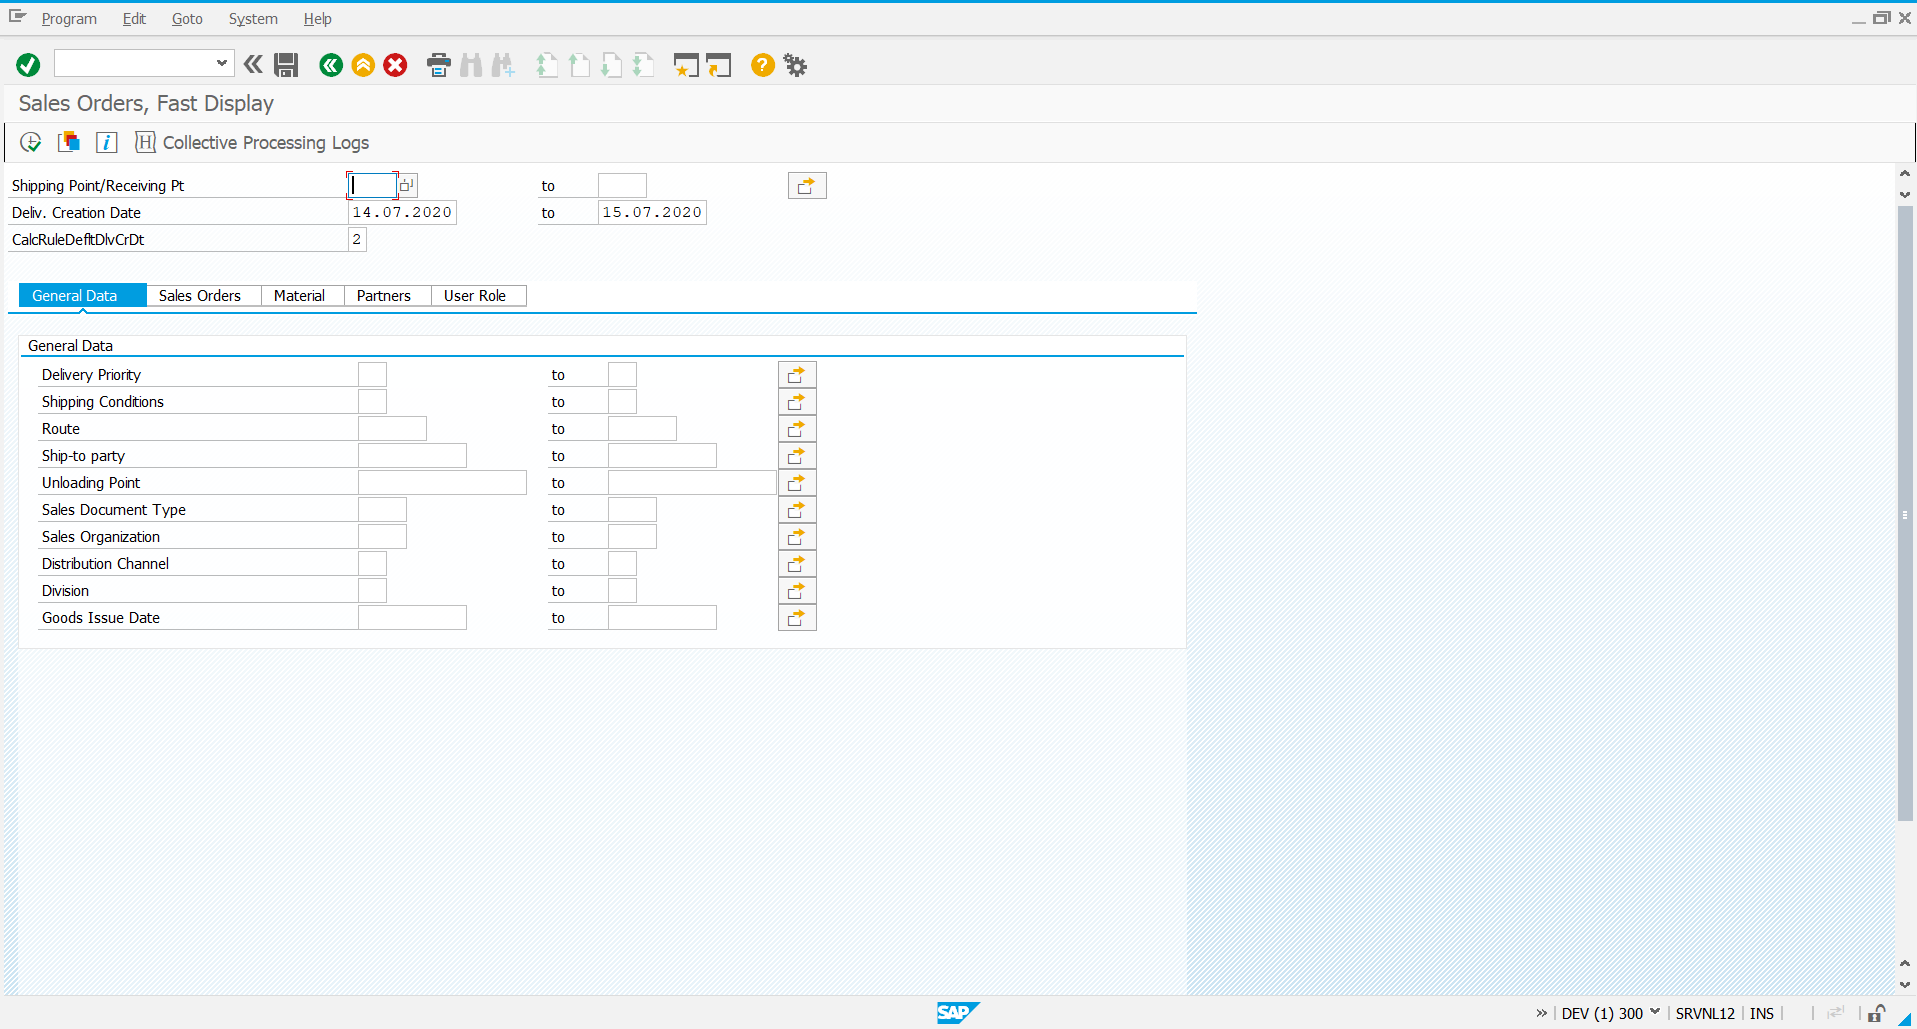 Program Edit Goto System Help
Sales Orders, Fast Display
Collective Processing Logs
Shipping Point/Receiving Pt to
Deliv. Creation Date 14.07.2020 to 15.07.2020
CalcRuleDefltDlvCrDt 2
General Data Sales Orders Material Partners User Role
General Data
Delivery Priority to
Shipping Conditions to
Route to
Ship-to party to
Unloading Point to
Sales Document Type to
Sales Organization to
Distribution Channel to
Division to
Goods Issue Date to
SAP » DEV (1) 300 SRVNL12 INS